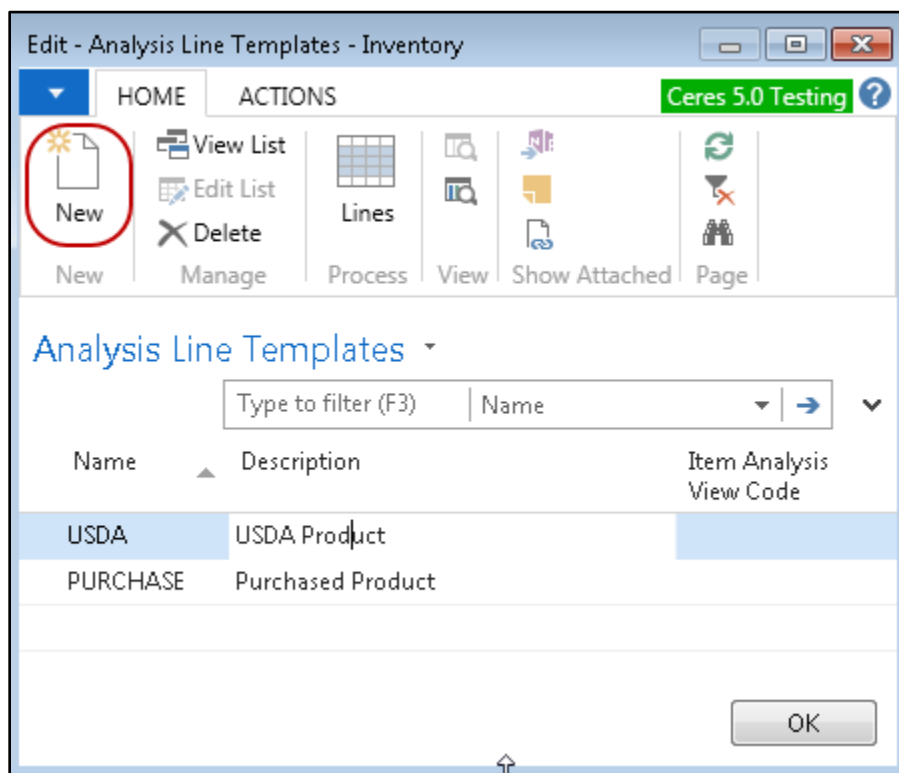 Edit - Analysis Line Templates - Inventory
HOME ACTIONS Ceres 5.0 Testing ?
New
View List
Edit List
Delete
Lines
New Manage Process View Show Attached Page
Analysis Line Templates
Type to filter (F3) Name
Name Description Item Analysis View Code
USDA USDA Product
PURCHASE Purchased Product
OK